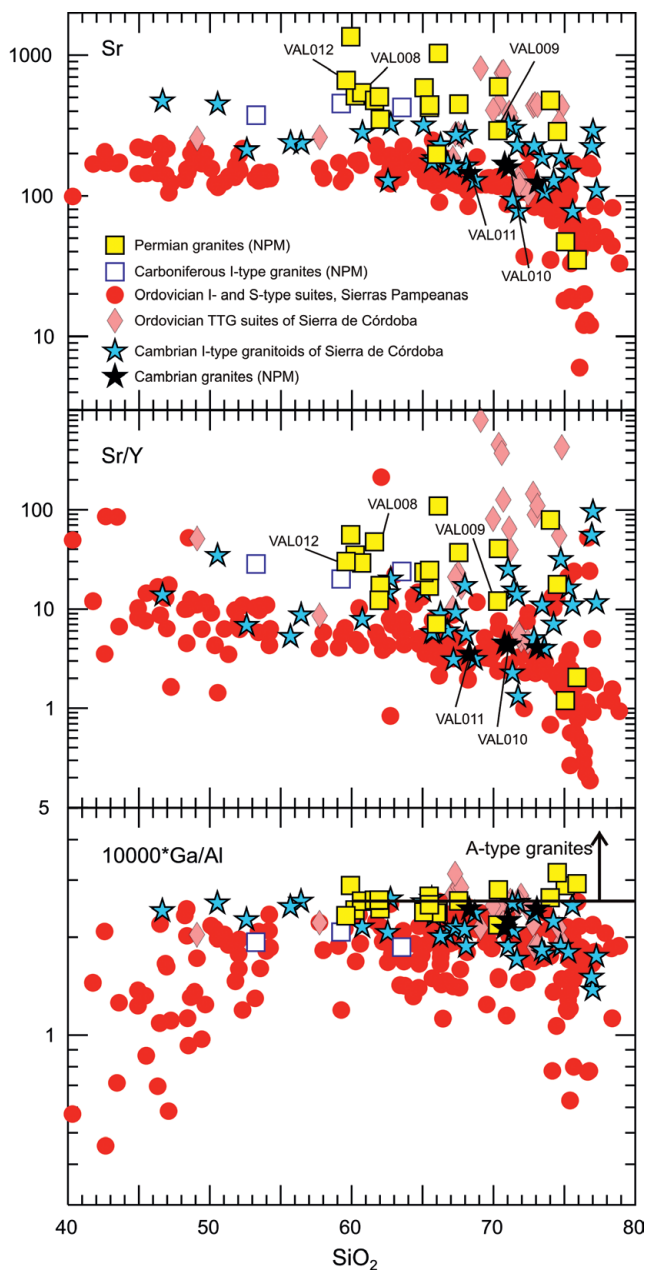 Sr
1000
VAL012
VAL008
VAL009
100
VAL011
VAL010
Permian granites (NPM)
Carboniferous I-type granites (NPM)
Ordovician I- and S-type suites, Sierras Pampeanas
Ordovician TTG suites of Sierra de Córdoba
Cambrian I-type granitoids of Sierra de Córdoba
Cambrian granites (NPM)
10
Sr/Y
100
VAL012
VAL008
VAL009
10
VAL011
VAL010
1
5
10000*Ga/Al
A-type granites
1
40 50 60 70 80
SiO2